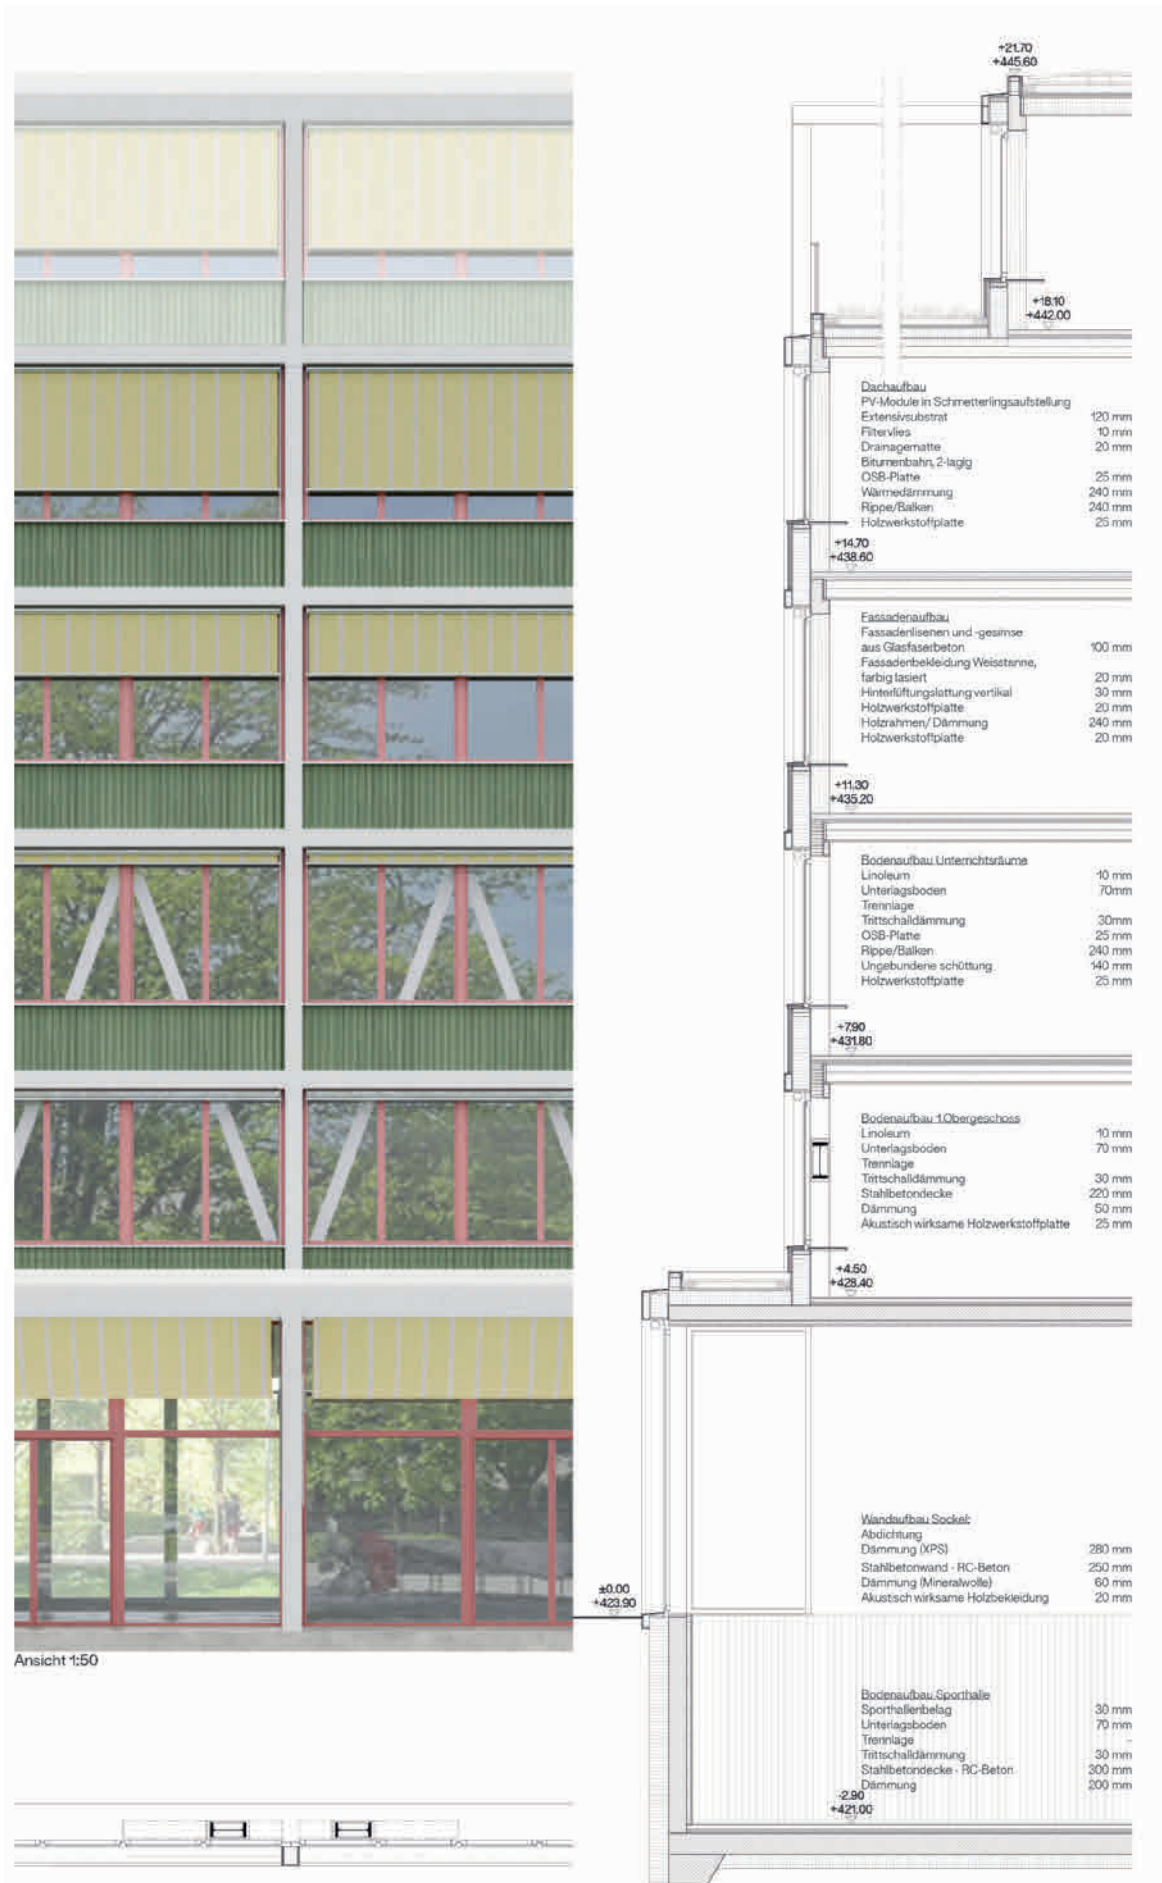 +21.70
+445.60
+18.10
+442.00
Dachaufbau
PV-Module in Schmetterlingsaufstellung
Extensivsubstrat 120 mm
Filtervlies 10 mm
Drainagematte 20 mm
Bitumenbahn, 2-lagig
OSB-Platte 25 mm
Wärmedämmung 240 mm
Rippe/Balken 240 mm
Holzwerkstoffplatte 25 mm
+14.70
+438.60
Fassadenaufbau
Fassadenlisenen und -gesimse
aus Glasfaserbeton 100 mm
Fassadenbekleidung Weisstanne,
farbig lasiert 20 mm
Hinterlüftungslattung vertikal 30 mm
Holzwerkstoffplatte 20 mm
Holzrahmen/ Dämmung 240 mm
Holzwerkstoffplatte 20 mm
+11.30
+435.20
Bodenaufbau Unterrichtsräume
Linoleum 10 mm
Unterlagsboden 70mm
Trennlage
Trittschalldämmung 30mm
OSB-Platte 25 mm
Rippe/Balken 240 mm
Ungebundene schüttung 140 mm
Holzwerkstoffplatte 25 mm
+7.90
+431.80
Bodenaufbau 1.Obergeschoss
Linoleum 10 mm
Unterlagsboden 70 mm
Trennlage
Trittschalldämmung 30 mm
Stahlbetondecke 220 mm
Dämmung 50 mm
Akustisch wirksame Holzwerkstoffplatte 25 mm
+4.50
+428.40
Wandaufbau Sockel:
Abdichtung
Dämmung (XPS) 280 mm
Stahlbetonwand - RC-Beton 250 mm
Dämmung (Mineralwolle) 60 mm
Akustisch wirksame Holzbekleidung 20 mm
±0.00
+423.90
Ansicht 1:50
Bodenaufbau Sporthalle
Sporthallenbelag 30 mm
Unterlagsboden 70 mm
Trennlage -
Trittschalldämmung 30 mm
Stahlbetondecke - RC-Beton 300 mm
Dämmung 200 mm
-2.90
+421.00